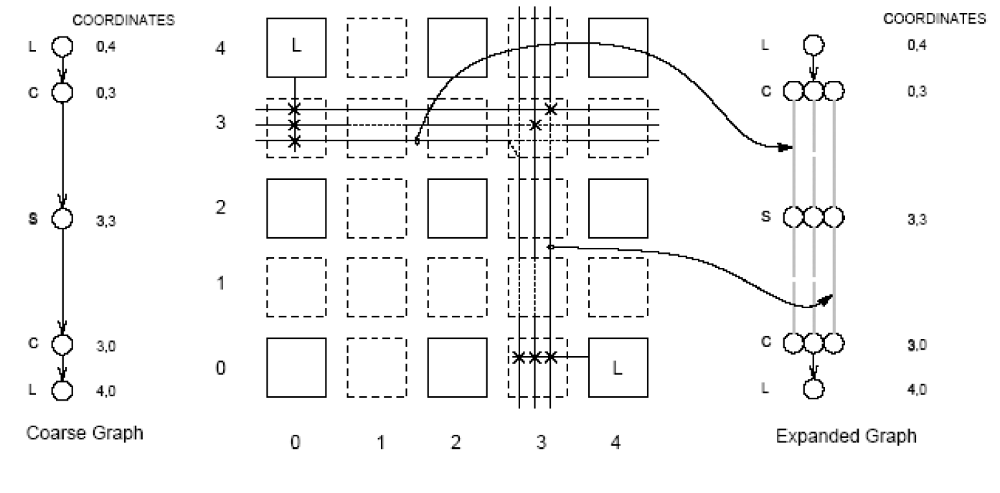 COORDINATES
L 0,4
C 0,3
S 3,3
C 3,0
L 4,0
Coarse Graph
4
3
2
1
0
L
L
0 1 2 3 4
COORDINATES
L 0,4
C 0,3
S 3,3
C 3,0
L 4,0
Expanded Graph